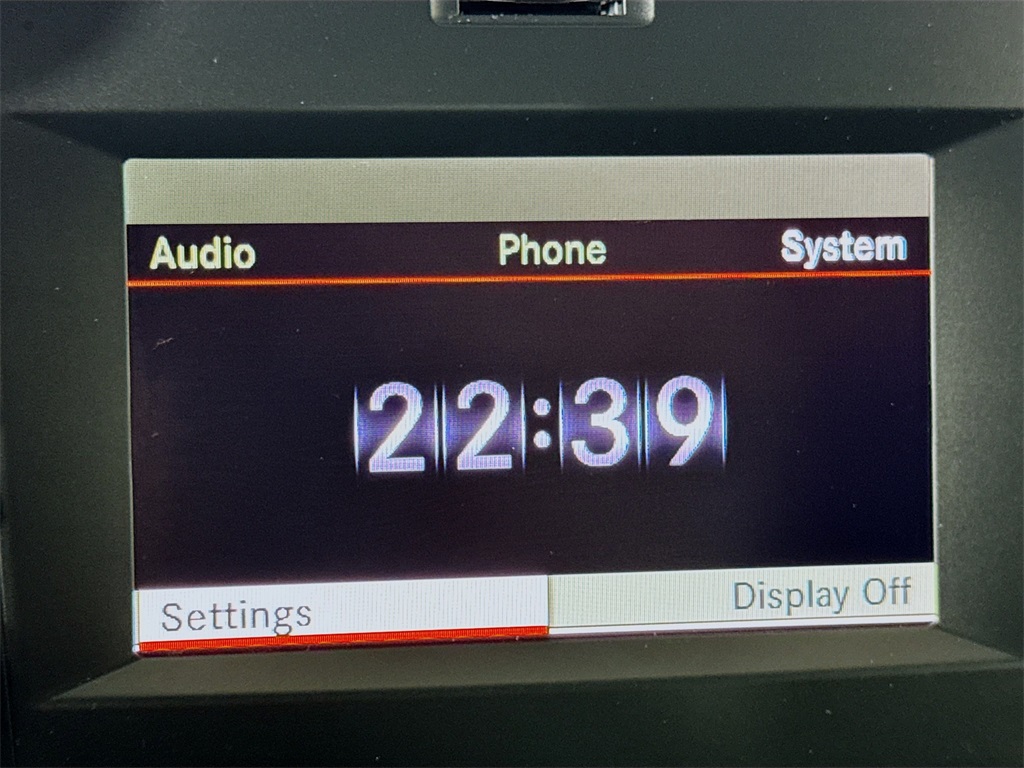 Audio Phone System
22:39
Settings Display Off